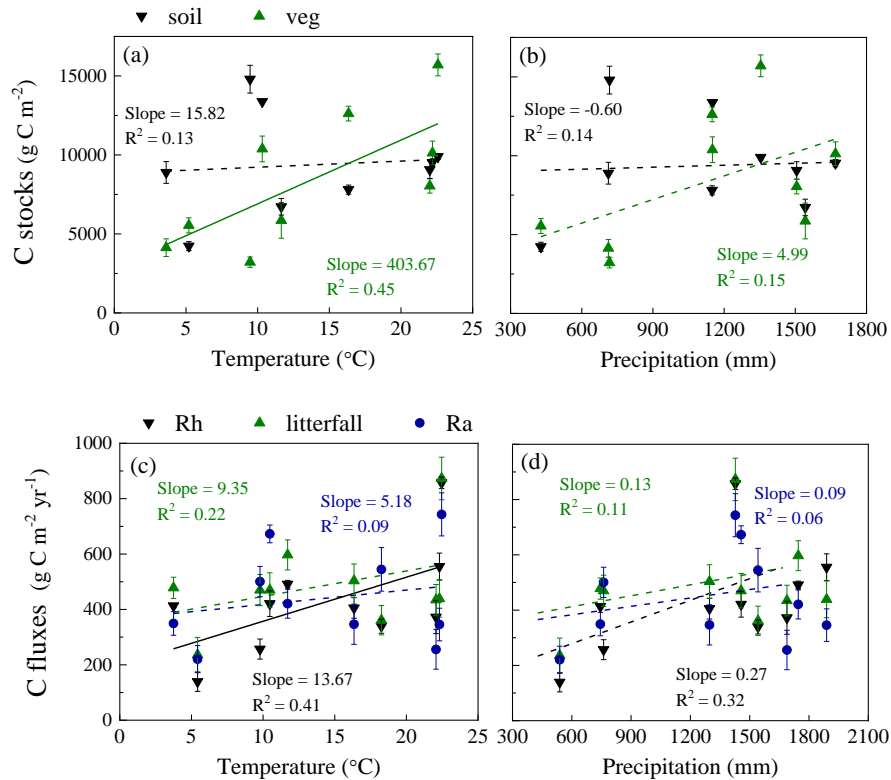 soil veg
(a)
(b)
15000
10000
5000
0
C stocks (g C m⁻²)
Slope = 15.82
R² = 0.13
Slope = 403.67
R² = 0.45
0 5 10 15 20 25
Temperature (°C)
Slope = -0.60
R² = 0.14
Slope = 4.99
R² = 0.15
300 600 900 1200 1500 1800
Precipitation (mm)
Rh litterfall Ra
(c)
(d)
1000
800
600
400
200
0
C fluxes (g C m⁻² yr⁻¹)
Slope = 9.35
R² = 0.22
Slope = 5.18
R² = 0.09
Slope = 13.67
R² = 0.41
0 5 10 15 20 25
Temperature (°C)
Slope = 0.13
R² = 0.11
Slope = 0.09
R² = 0.06
Slope = 0.27
R² = 0.32
300 600 900 1200 1500 1800 2100
Precipitation (mm)